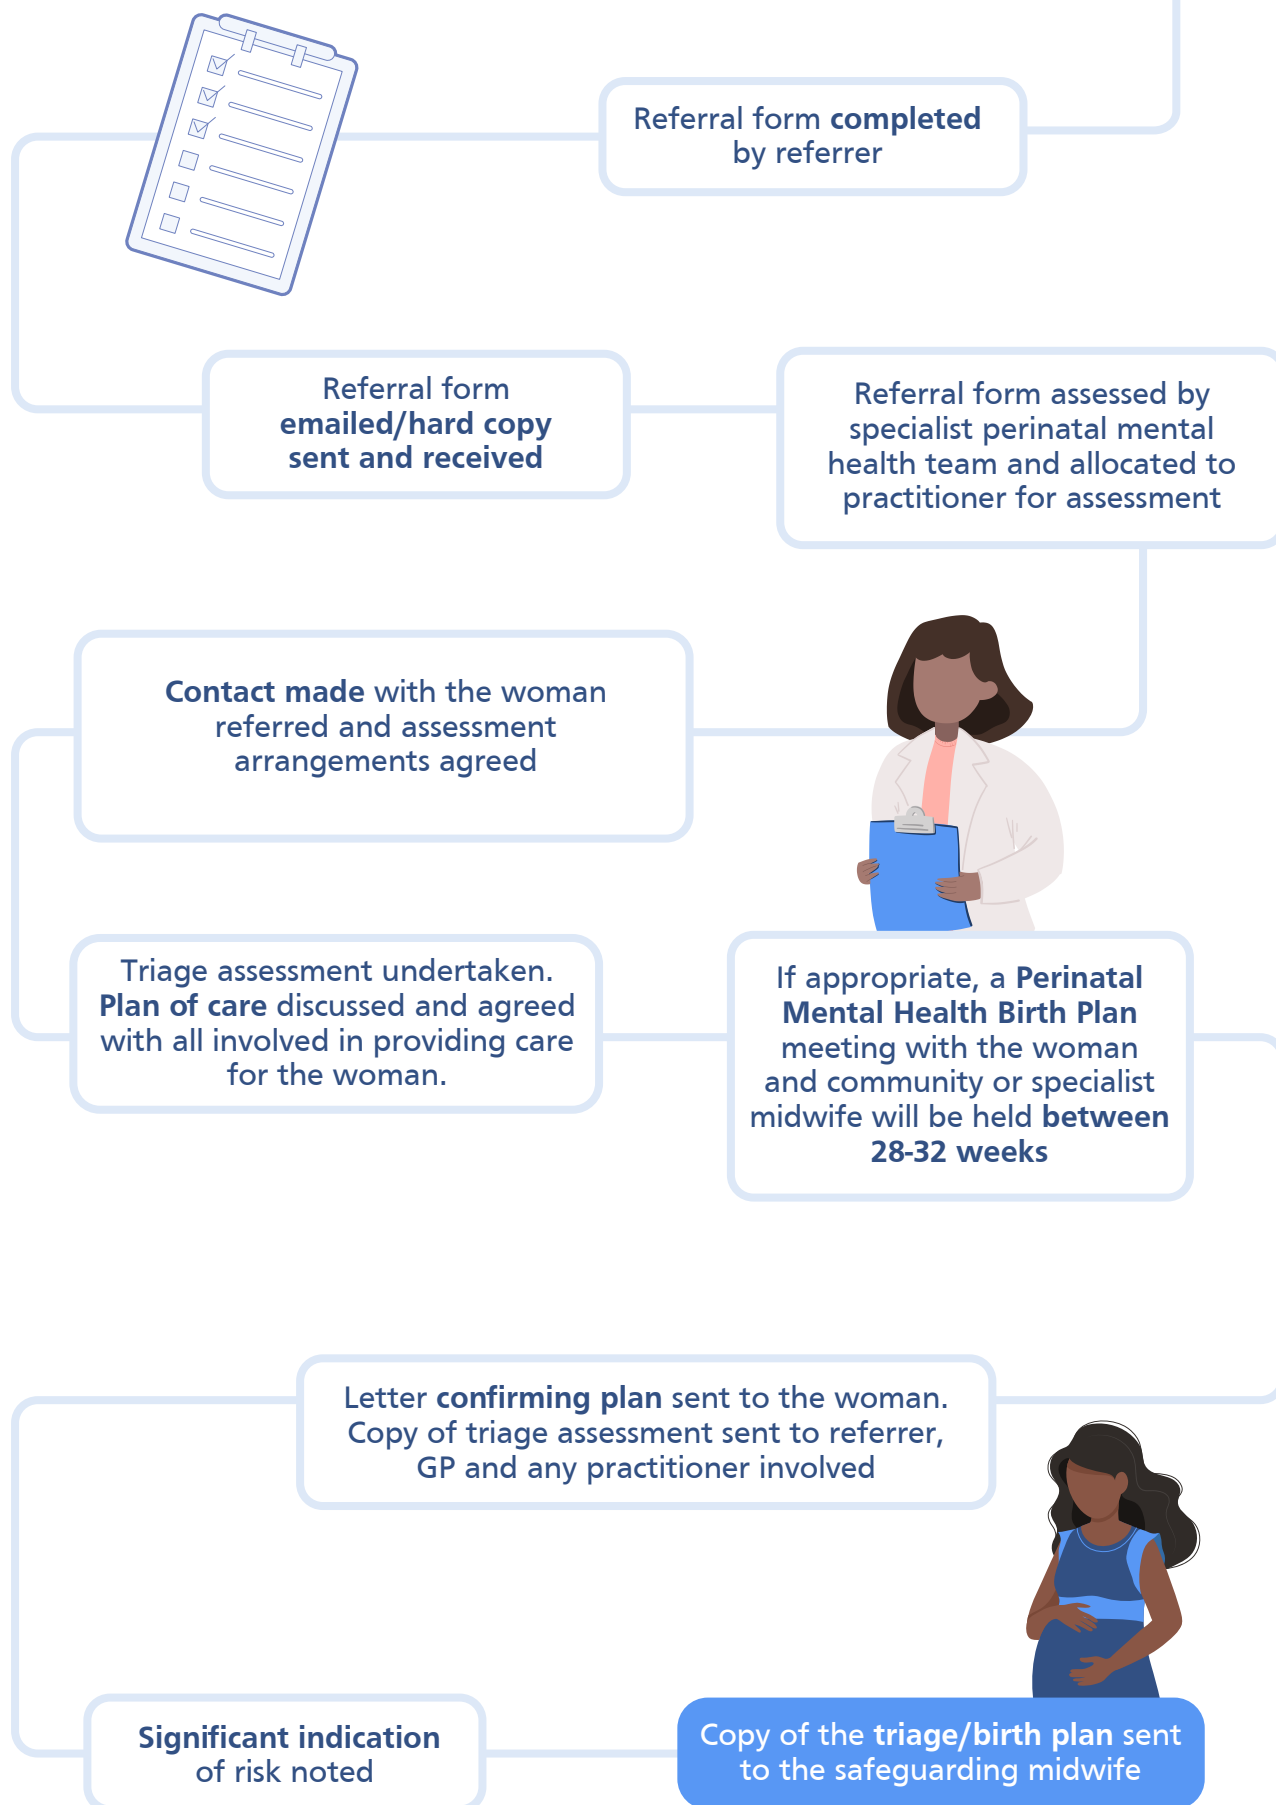 Referral form completed
by referrer
Referral form
emailed/hard copy
sent and received
Referral form assessed by
specialist perinatal mental
health team and allocated to
practitioner for assessment
Contact made with the woman
referred and assessment
arrangements agreed
Triage assessment undertaken.
Plan of care discussed and agreed
with all involved in providing care
for the woman.
If appropriate, a Perinatal
Mental Health Birth Plan
meeting with the woman
and community or specialist
midwife will be held between
28-32 weeks
Letter confirming plan sent to the woman.
Copy of triage assessment sent to referrer,
GP and any practitioner involved
Significant indication
of risk noted
Copy of the triage/birth plan sent
to the safeguarding midwife